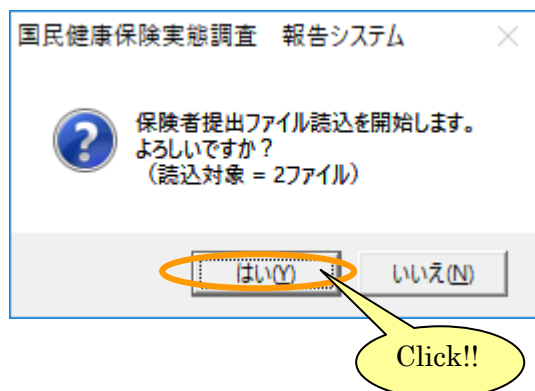 国民健康保険実態調査　報告システム
保険者提出ファイル読込を開始します。
よろしいですか？
（読込対象 = 2ファイル）
はい(Y)
いいえ(N)
Click!!